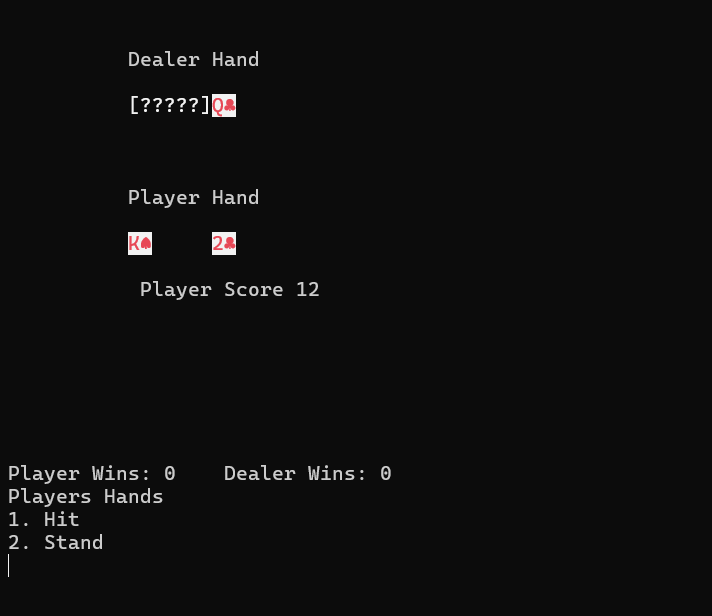 Dealer Hand
[?????]Q♣
Player Hand
K♠ 2♣
Player Score 12
Player Wins: 0 Dealer Wins: 0
Players Hands
1. Hit
2. Stand